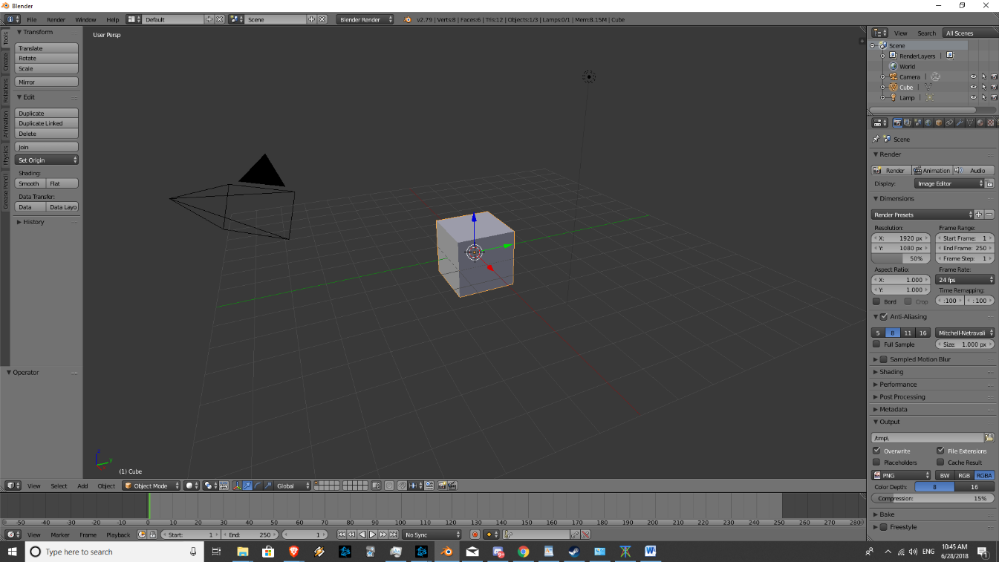 Blender
File Render Window Help Default Scene Blender Render v2.79 | Verts:8 | Faces:6 | Tris:12 | Objects:1/3 | Lamps:0/1 | Mem:8.15M | Cube
Tools
Create
Relations
Animation
Physics
Grease Pencil
Transform
Translate
Rotate
Scale
Mirror
Edit
Duplicate
Duplicate Linked
Delete
Join
Set Origin
Shading:
Smooth Flat
Data Transfer:
Data Data Layo
History
Operator
User Persp
z
y
(1) Cube
View Select Add Object Object Mode Global
View Search All Scenes
Scene
RenderLayers
World
Camera
Cube
Lamp
Scene
Render
Render Animation Audio
Display: Image Editor
Dimensions
Render Presets
Resolution: Frame Range:
X: 1920 px Start Frame: 1
Y: 1080 px End Frame: 250
50% Frame Step: 1
Aspect Ratio: Frame Rate:
X: 1.000 24 fps
Y: 1.000 Time Remapping:
Bord Crop :100 :100
Anti-Aliasing
5 8 11 16 Mitchell-Netravali
Full Sample Size: 1.000 px
Sampled Motion Blur
Shading
Performance
Post Processing
Metadata
Output
/tmp\
Overwrite File Extensions
Placeholders Cache Result
PNG BW RGB RGBA
Color Depth: 8 16
Compression: 15%
Bake
Freestyle
-50 -40 -30 -20 -10 0 10 20 30 40 50 60 70 80 90 100 110 120 130 140 150 160 170 180 190 200 210 220 230 240 250 260 270 280
View Marker Frame Playback Start: 1 End: 250 1 No Sync
Type here to search
ENG
10:45 AM
6/28/2018